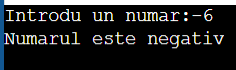 Introdu un numar:-6
Numarul este negativ